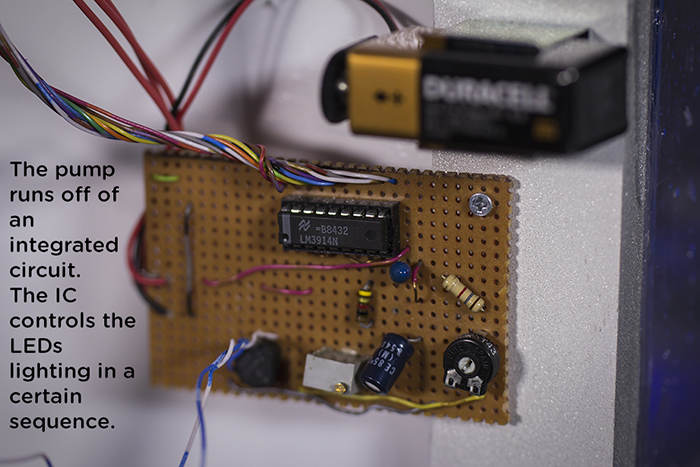 DURACELL
The pump
runs off of
an
integrated
circuit.
The IC
controls the
LEDs
lighting in a
certain
sequence.
=B8432
LM3914N